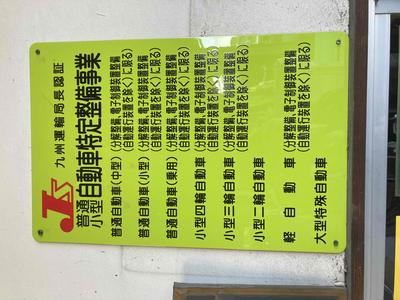 JS
九州運輸局長認証
普通
小型
自動車特定整備事業
普通自動車(中型)(分解整備、電子制御装置整備
(自動運行装置を除く)に限る)
普通自動車(小型)(分解整備、電子制御装置整備
(自動運行装置を除く)に限る)
普通自動車(乗用)(分解整備、電子制御装置整備
(自動運行装置を除く)に限る)
小型四輪自動車(分解整備、電子制御装置整備
(自動運行装置を除く)に限る)
小型三輪自動車(分解整備、電子制御装置整備
(自動運行装置を除く)に限る)
小型二輪自動車
軽自動車(分解整備、電子制御装置整備
(自動運行装置を除く)に限る)
大型特殊自動車